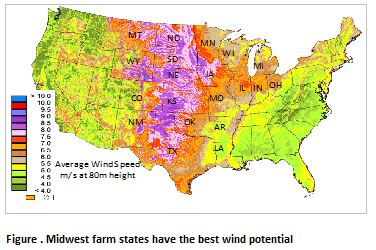 MT
ND
MN
WI
MI
WY
SD
NE
IA
IL
IN
OH
CO
KS
MO
NM
OK
AR
TX
LA
> 10.0
10.0
9.5
9.0
8.5
8.0
7.5
7.0
6.5
6.0
5.5
5.0
4.5
4.0
< 4.0
Average Wind Speed
m/s at 80m height
Figure . Midwest farm states have the best wind potential